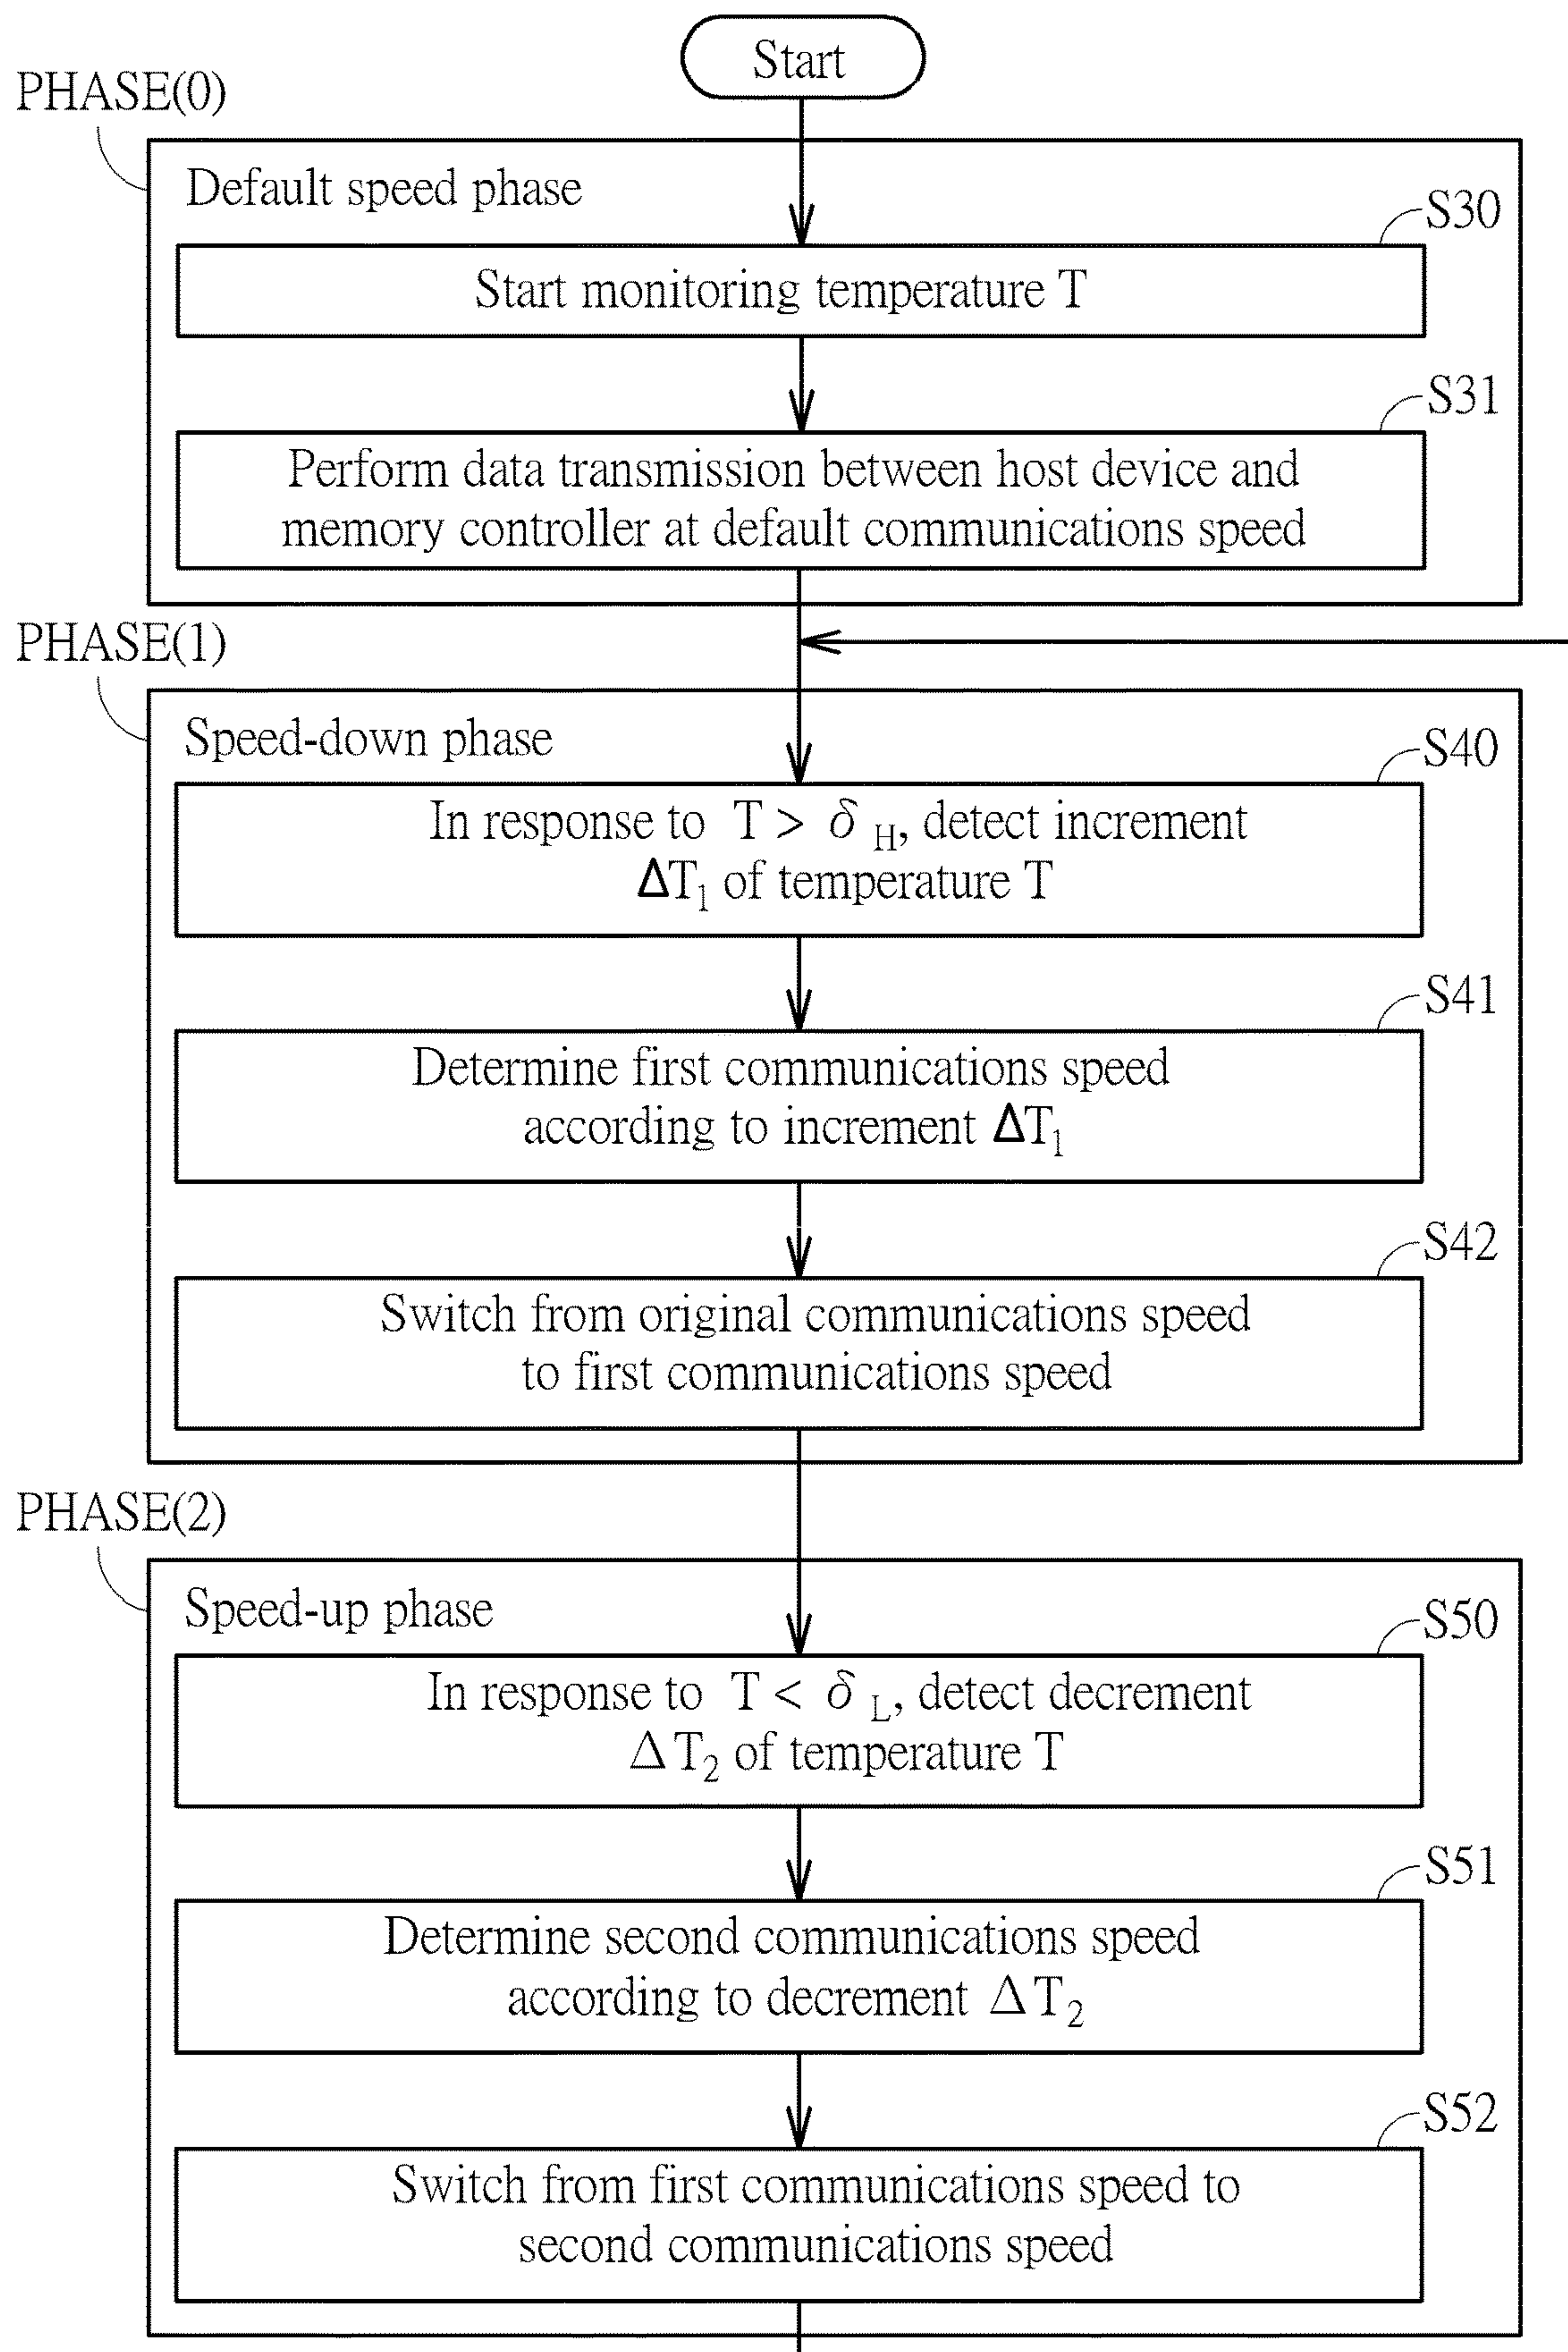 Start
PHASE(0)
Default speed phase
S30
Start monitoring temperature T
S31
Perform data transmission between host device and
memory controller at default communications speed
PHASE(1)
Speed-down phase
S40
In response to T > δ H, detect increment
ΔT1 of temperature T
S41
Determine first communications speed
according to increment ΔT1
S42
Switch from original communications speed
to first communications speed
PHASE(2)
Speed-up phase
S50
In response to T < δ L, detect decrement
Δ T2 of temperature T
S51
Determine second communications speed
according to decrement Δ T2
S52
Switch from first communications speed to
second communications speed